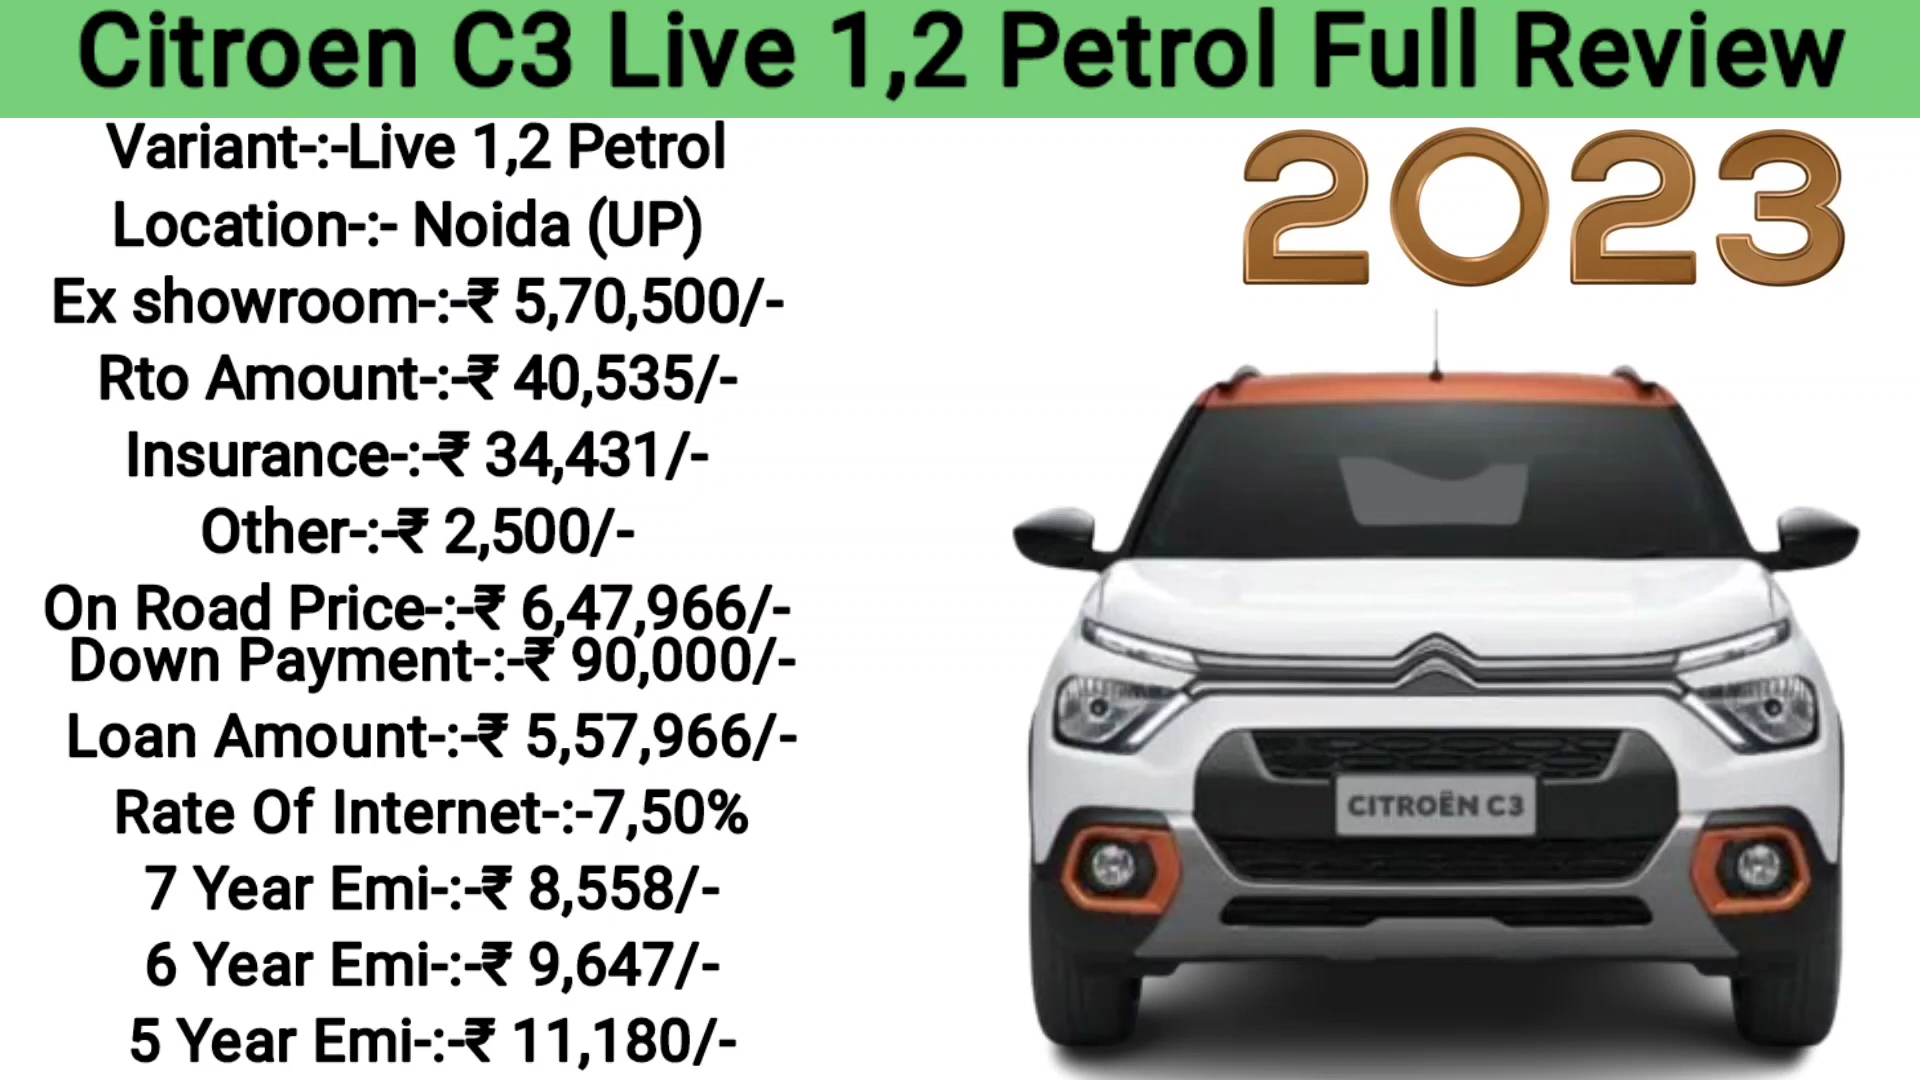 Citroen C3 Live 1,2 Petrol Full Review
Variant-:-Live 1,2 Petrol
2023
Location-:- Noida (UP)
Ex showroom-:-₹ 5,70,500/-
Rto Amount-:-₹ 40,535/-
Insurance-:-₹ 34,431/-
Other-:-₹ 2,500/-
On Road Price-:-₹ 6,47,966/-
Down Payment-:-₹ 90,000/-
Loan Amount-:-₹ 5,57,966/-
Rate Of Internet-:-7,50%
7 Year Emi-:-₹ 8,558/-
6 Year Emi-:-₹ 9,647/-
5 Year Emi-:-₹ 11,180/-
CITROËN C3